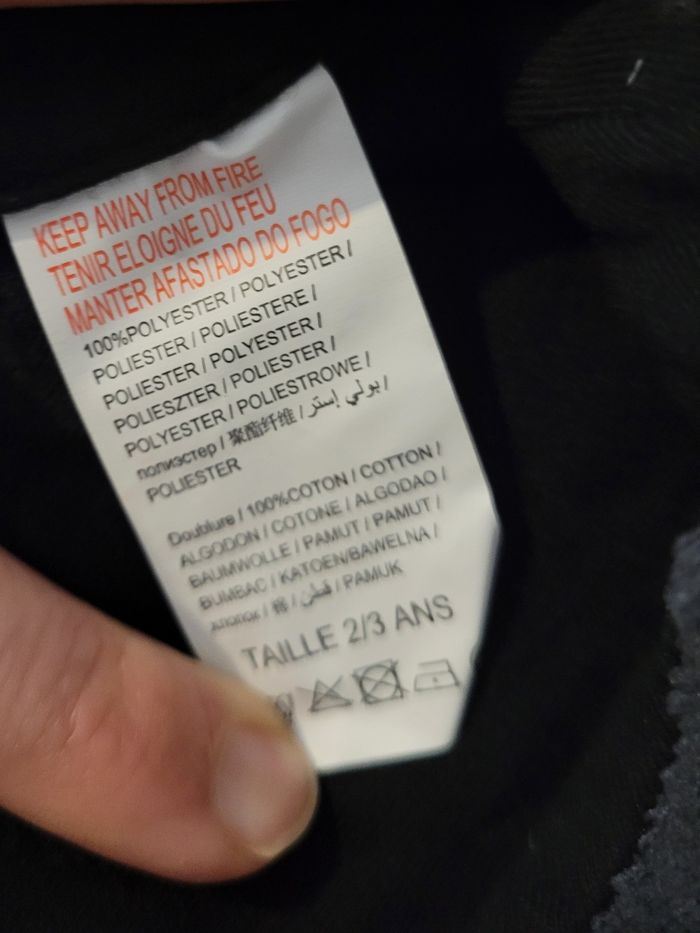 KEEP AWAY FROM FIRE
TENIR ELOIGNE DU FEU
MANTER AFASTADO DO FOGO
100%POLYESTER / POLYESTER /
POLIESTER / POLIESTERE /
POLIESTER / POLYESTER /
POLIESZTER / POLIESTER /
POLYESTER / POLIESTROWE /
полиэстер / 聚酯纤维 / بولي إستر /
POLIESTER
Doublure / 100%COTON / COTTON /
ALGODON / COTONE / ALGODAO /
BAUMWOLLE / PAMUT / PAMUT /
BUMBAC / KATOEN/BAWELNA /
/ 棉 / قطن / PAMUK
TAILLE 2/3 ANS